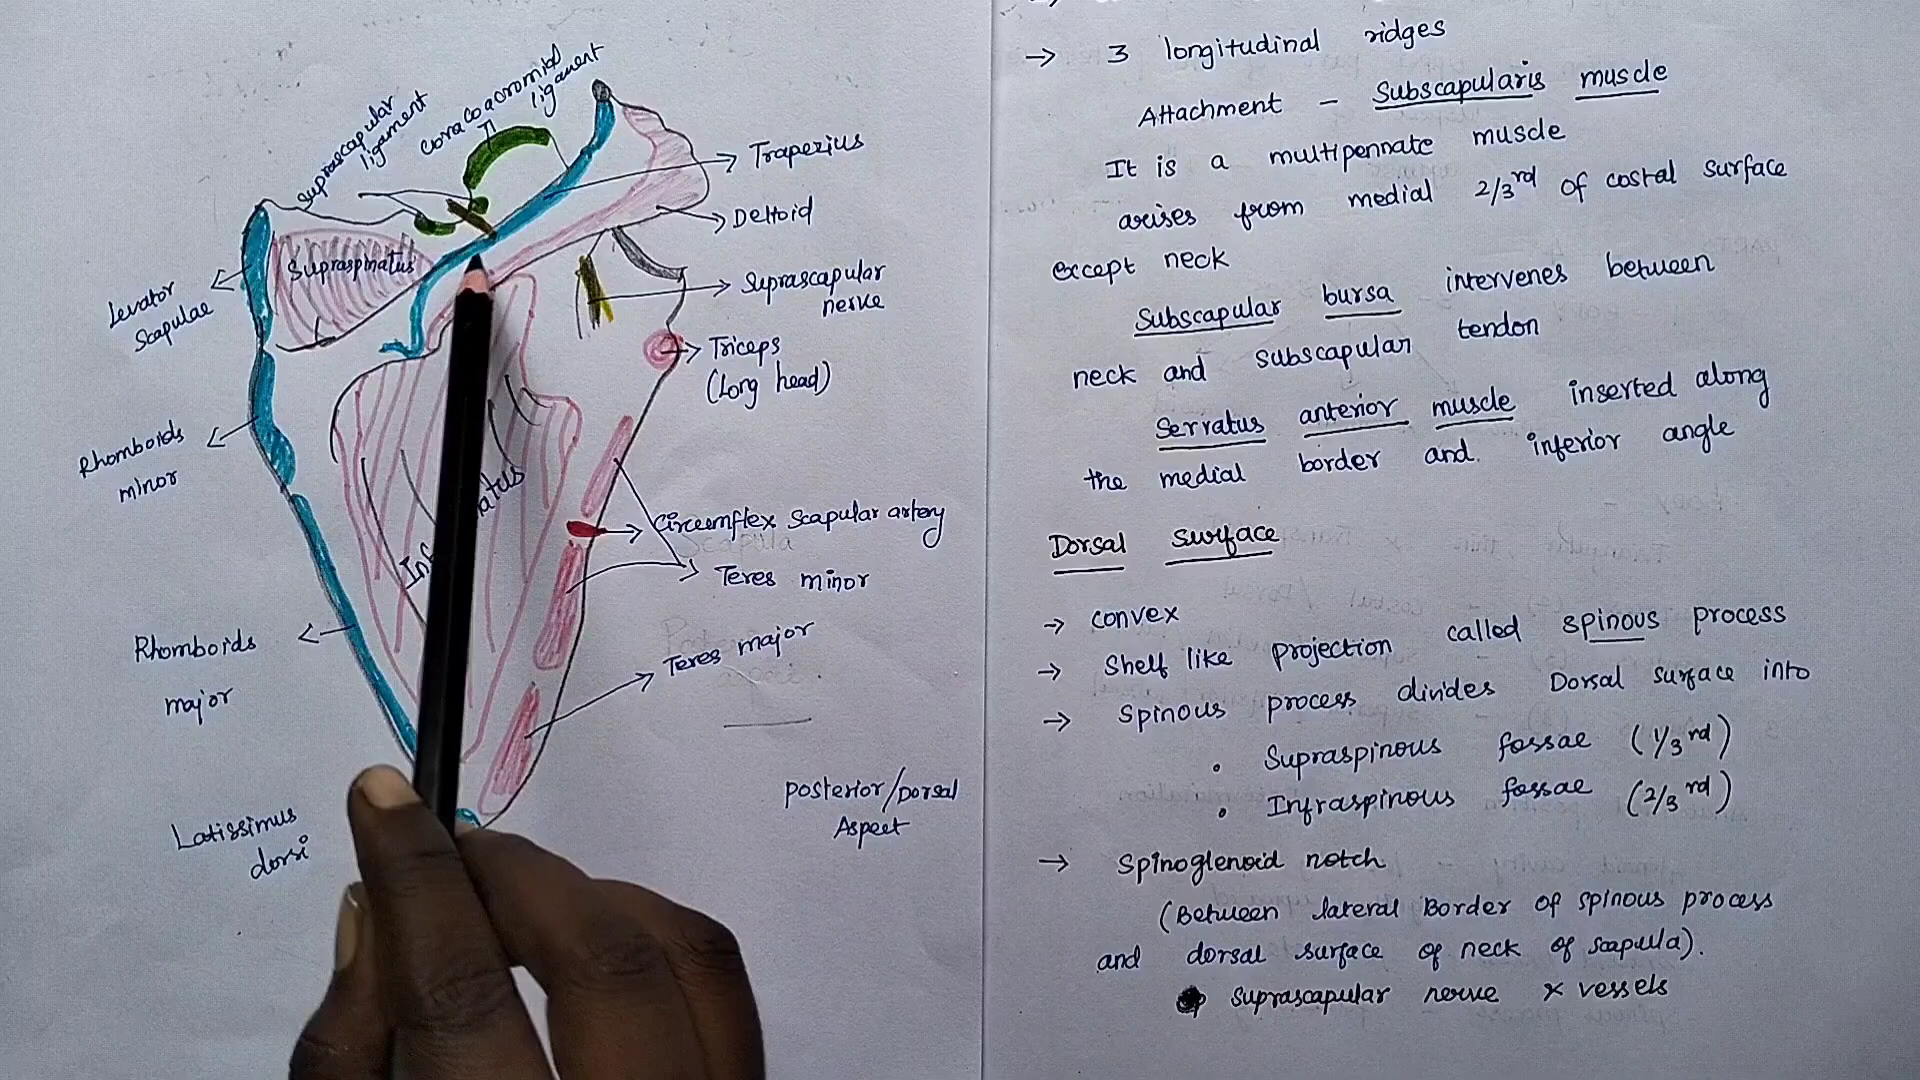 suprascapular
ligament
coracoacromial
ligament
Trapezius
Deltoid
Supraspinatus
Levator
Scapulae
Suprascapular
nerve
Triceps
(Long head)
Rhomboids
minor
Inf atus
circumflex scapular artery
Teres minor
Rhomboids
major
Teres major
Latissimus
dorsi
Posterior/Dorsal
Aspect
→ 3 longitudinal ridges
Attachment - Subscapularis muscle
It is a multipennate muscle
arises from medial 2/3rd of costal surface
except neck
Subscapular bursa intervenes between
neck and subscapular tendon
Serratus anterior muscle inserted along
the medial border and. inferior angle
Dorsal surface
→ convex
→ Shelf like projection called spinous process
→ Spinous process divides Dorsal surface into
• Supraspinous fossae (1/3rd)
• Infraspinous fossae (2/3rd)
→ Spinoglenoid notch
(Between lateral Border of spinous process
and dorsal surface of neck of scapula).
Suprascapular nerve x vessels